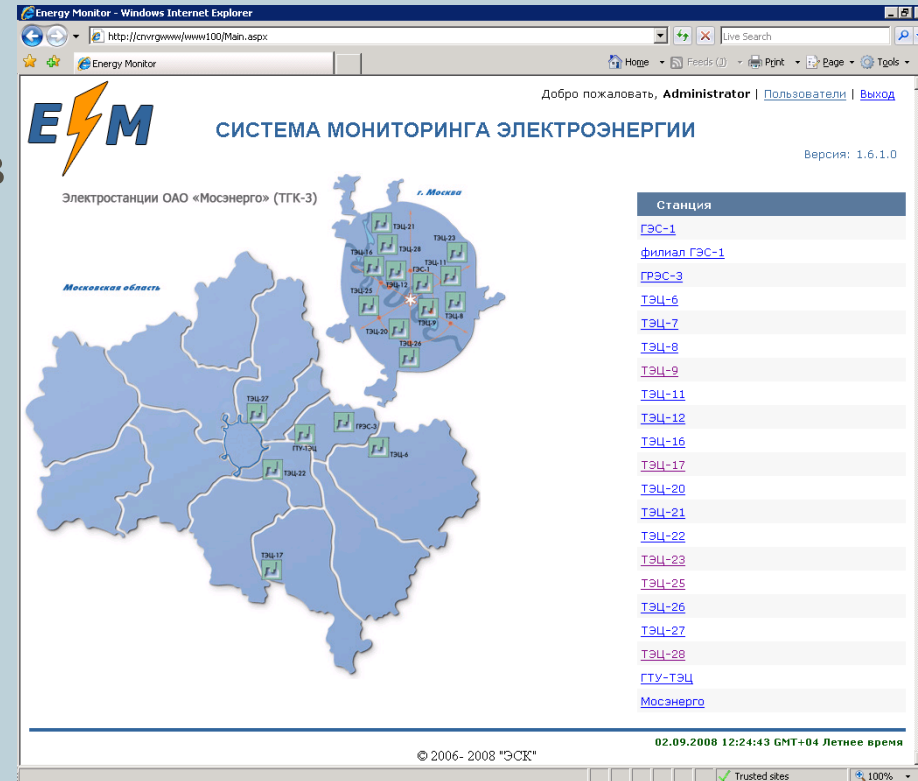 Energy Monitor - Windows Internet Explorer
http://cnvrgwww/www100/Main.aspx
Live Search
Energy Monitor
Home
Feeds (J)
Print
Page
Tools
Добро пожаловать, Administrator | Пользователи | Выход
EM
СИСТЕМА МОНИТОРИНГА ЭЛЕКТРОЭНЕРГИИ
Версия: 1.6.1.0
В
Электростанции ОАО «Мосэнерго» (ТГК-3)
г. Москва
ТЭЦ-21
ТЭЦ-23
ТЭЦ-28
ТЭЦ-16
ТЭЦ-11
ГЭС-1
ТЭЦ-12
ТЭЦ-25
ТЭЦ-8
ТЭЦ-9
ТЭЦ-20
ТЭЦ-26
Московская область
ТЭЦ-27
ГРЭС-3
ГТУ-ТЭЦ
ТЭЦ-6
ТЭЦ-22
ТЭЦ-17
Станция
ГЭС-1
филиал ГЭС-1
ГРЭС-3
ТЭЦ-6
ТЭЦ-7
ТЭЦ-8
ТЭЦ-9
ТЭЦ-11
ТЭЦ-12
ТЭЦ-16
ТЭЦ-17
ТЭЦ-20
ТЭЦ-21
ТЭЦ-22
ТЭЦ-23
ТЭЦ-25
ТЭЦ-26
ТЭЦ-27
ТЭЦ-28
ГТУ-ТЭЦ
Мосэнерго
02.09.2008 12:24:43 GMT+04 Летнее время
© 2006- 2008 "ЭСК"
Trusted sites
100%